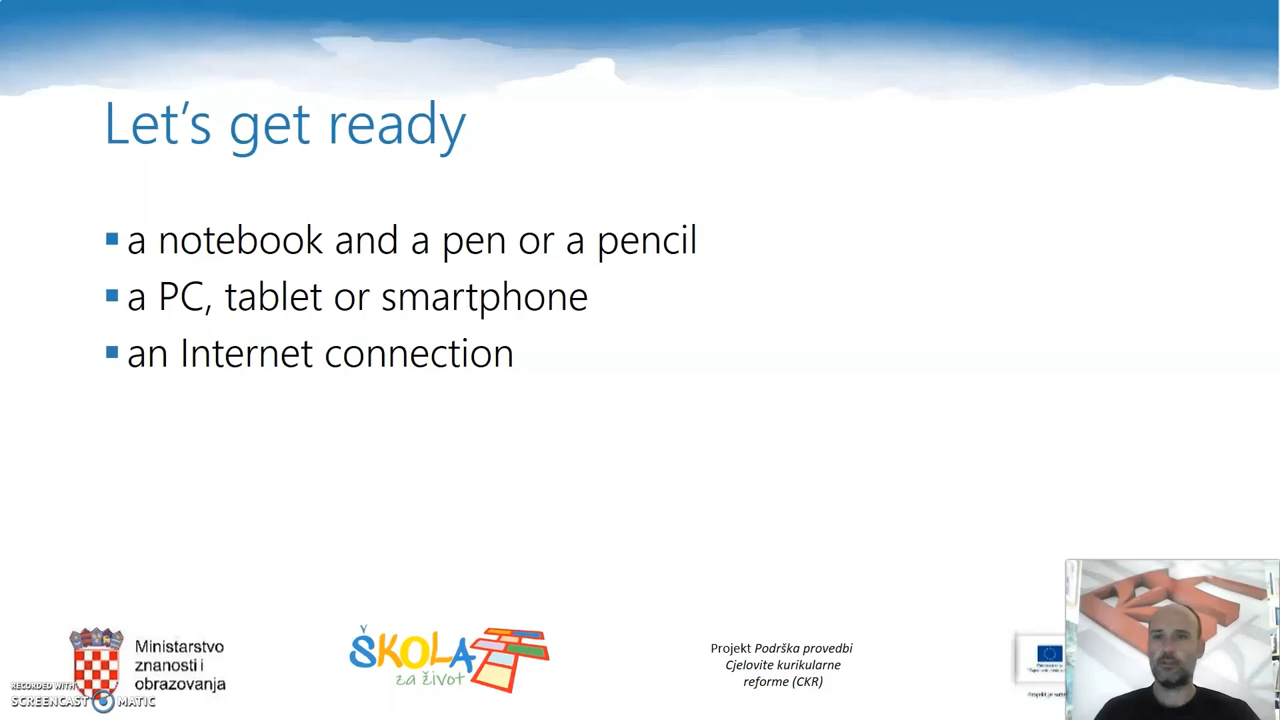 Let's get ready
a notebook and a pen or a pencil
a PC, tablet or smartphone
an Internet connection
Ministarstvo
znanosti i
obrazovanja
ŠKOLA
za život
Projekt Podrška provedbi
Cjelovite kurikularne
reforme (CKR)
RECORDED WITH
SCREENCAST MATIC